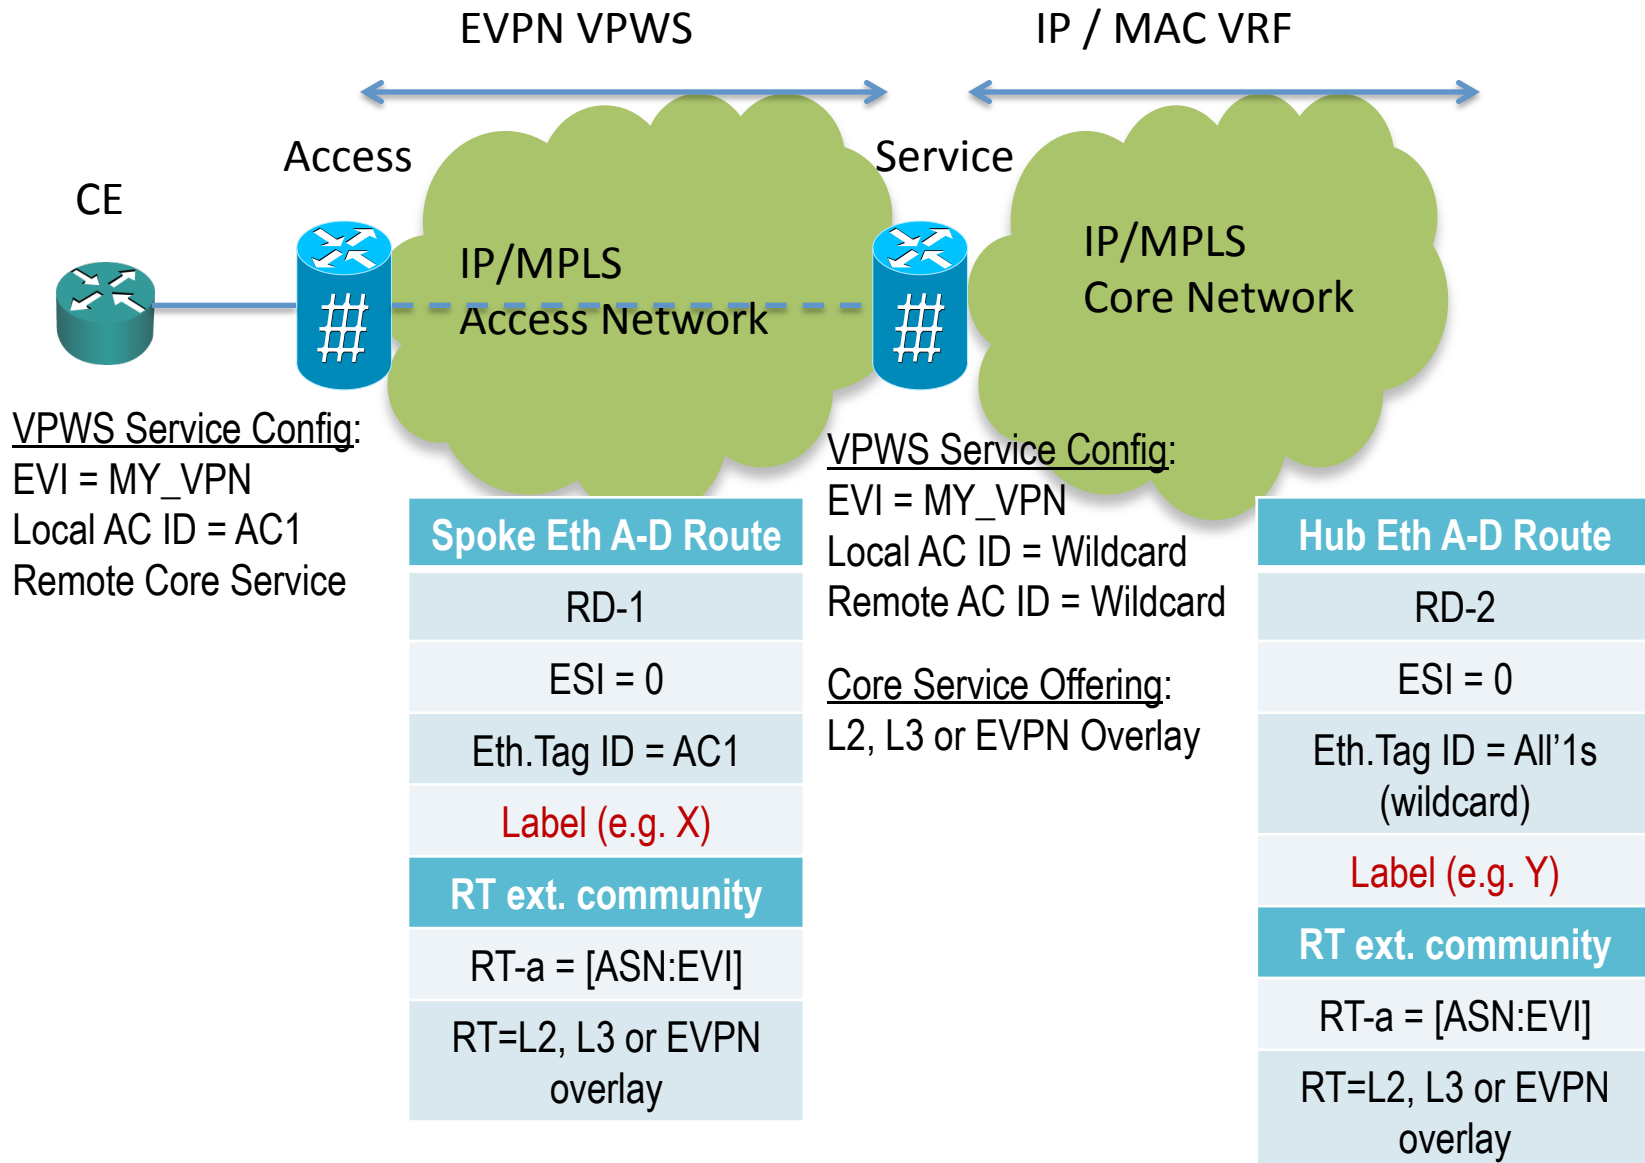 EVPN VPWS
IP / MAC VRF
Access
Service
CE
IP/MPLS
Access Network
IP/MPLS
Core Network
VPWS Service Config:
EVI = MY_VPN
Local AC ID = AC1
Remote Core Service
VPWS Service Config:
EVI = MY_VPN
Local AC ID = Wildcard
Remote AC ID = Wildcard
Core Service Offering:
L2, L3 or EVPN Overlay
Spoke Eth A-D Route
RD-1
ESI = 0
Eth.Tag ID = AC1
Label (e.g. X)
RT ext. community
RT-a = [ASN:EVI]
RT=L2, L3 or EVPN
overlay
Hub Eth A-D Route
RD-2
ESI = 0
Eth.Tag ID = All’1s
(wildcard)
Label (e.g. Y)
RT ext. community
RT-a = [ASN:EVI]
RT=L2, L3 or EVPN
overlay